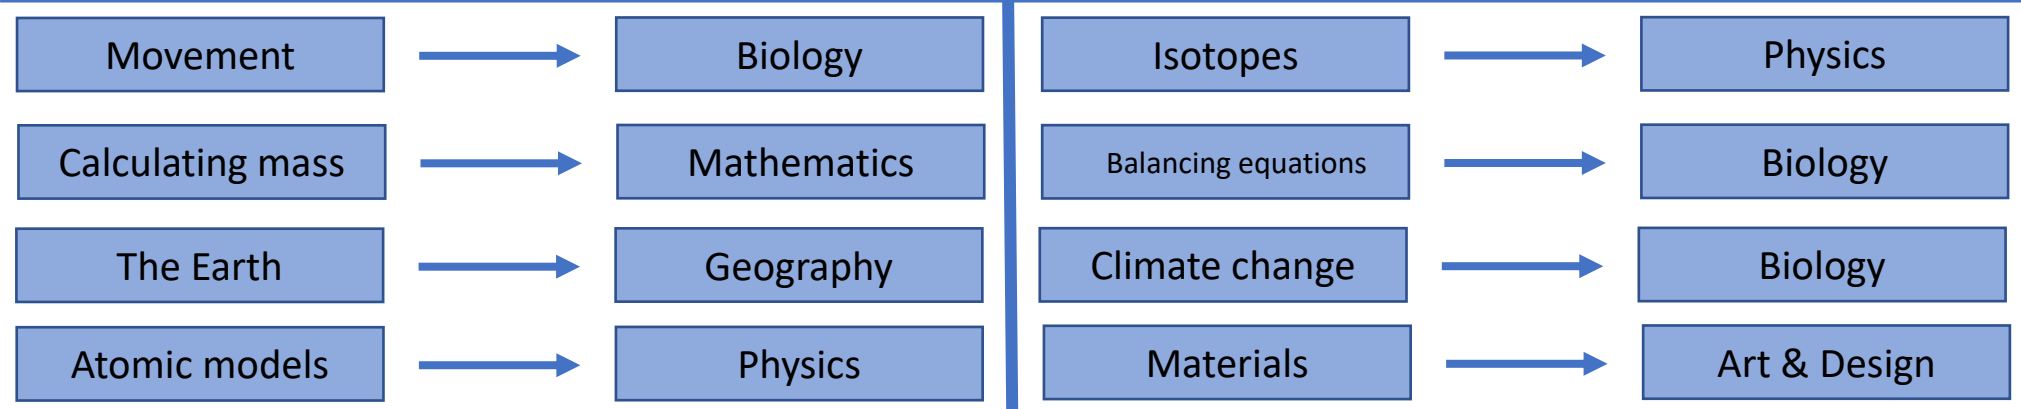 Movement
Biology
Calculating mass
Mathematics
The Earth
Geography
Atomic models
Physics
Isotopes
Physics
Balancing equations
Biology
Climate change
Biology
Materials
Art & Design